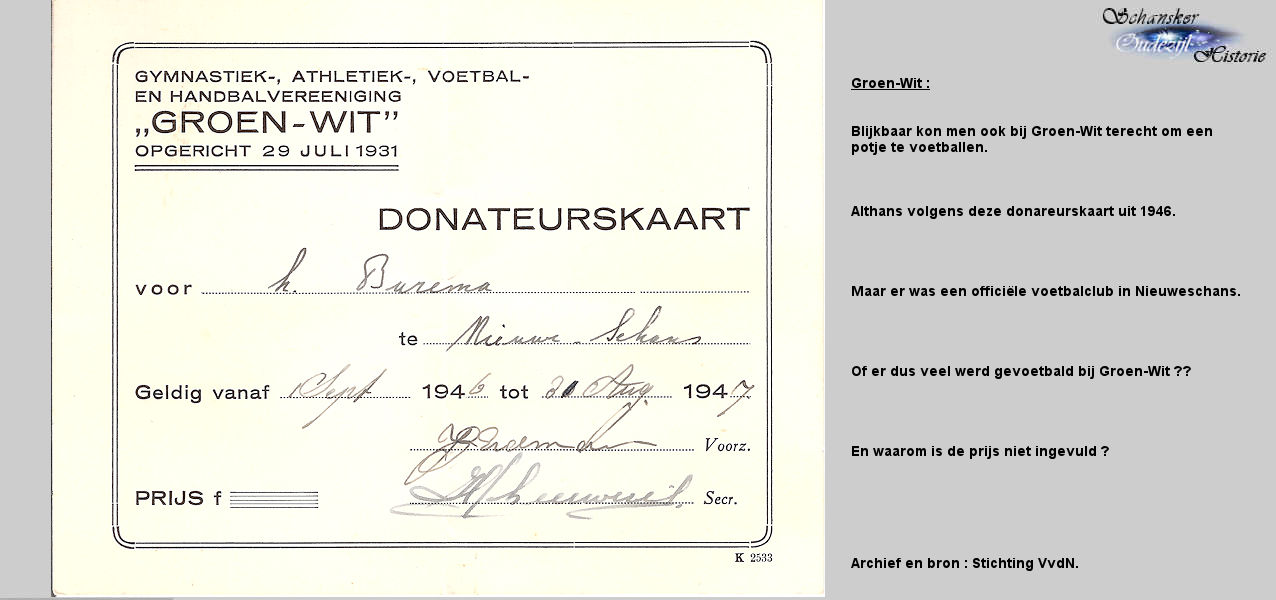 GYMNASTIEK-, ATHLETIEK-, VOETBAL-
EN HANDBALVEREENIGING
„GROEN-WIT”
OPGERICHT 29 JULI 1931
DONATEURSKAART
voor h. Burema
te Nieuwe-Schans
Geldig vanaf 1 Sept 1946 tot 31 Aug. 1947
Voorz.
PRIJS f
Secr.
K 2533
Schansker
Oudezijl
Historie
Groen-Wit :
Blijkbaar kon men ook bij Groen-Wit terecht om een
potje te voetballen.
Althans volgens deze donareurskaart uit 1946.
Maar er was een officiële voetbalclub in Nieuweschans.
Of er dus veel werd gevoetbald bij Groen-Wit ??
En waarom is de prijs niet ingevuld ?
Archief en bron : Stichting VvdN.